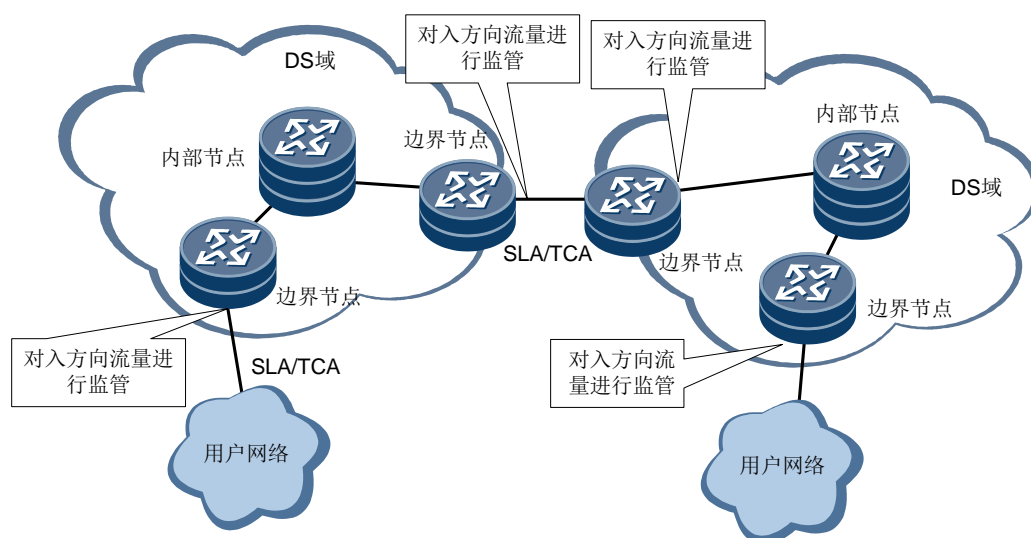 对入方向流量进
行监管
对入方向流量进
行监管
DS域
内部节点
边界节点
内部节点
DS域
SLA/TCA
边界节点
边界节点
边界节点
对入方向流量进
行监管
SLA/TCA
对入方向流
量进行监管
用户网络
用户网络